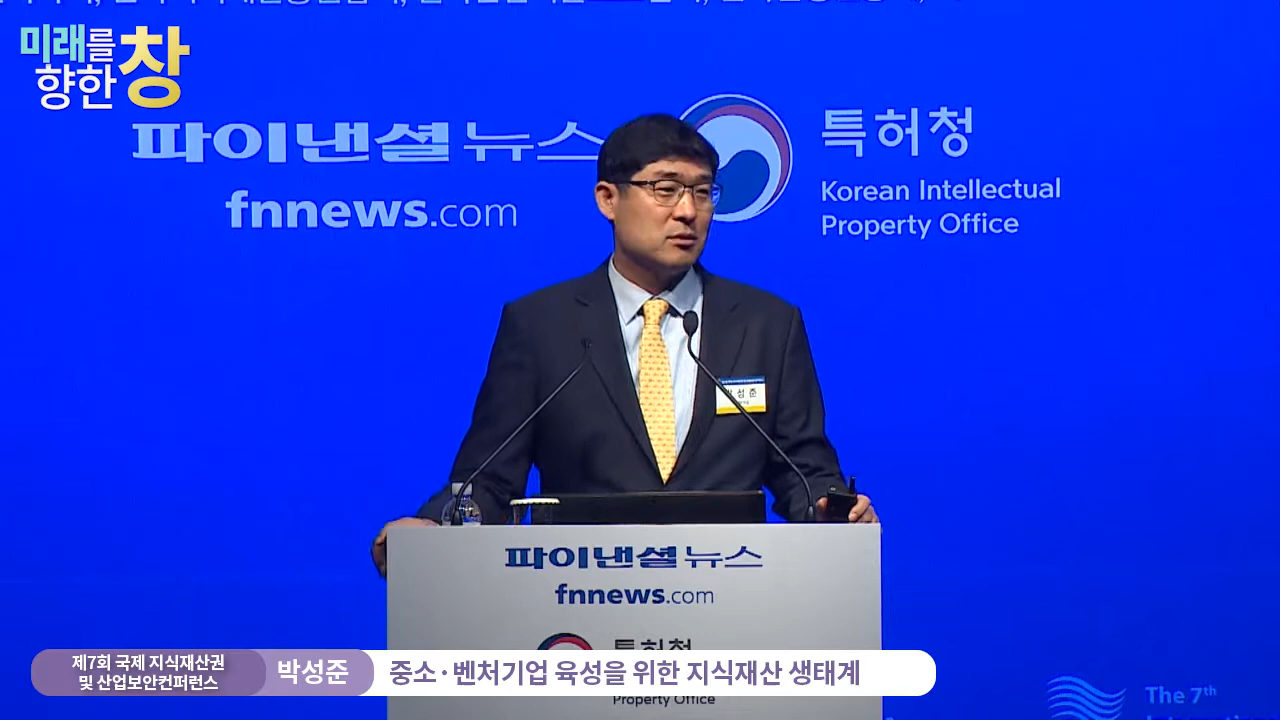 미래를
향한 창
파이낸셜뉴스
fnnews.com
특허청
Korean Intellectual
Property Office
성준
파이낸셜뉴스
fnnews.com
특허청
Property Office
제7회 국제 지식재산권
및 산업보안컨퍼런스
박성준
중소·벤처기업 육성을 위한 지식재산 생태계
The 7th